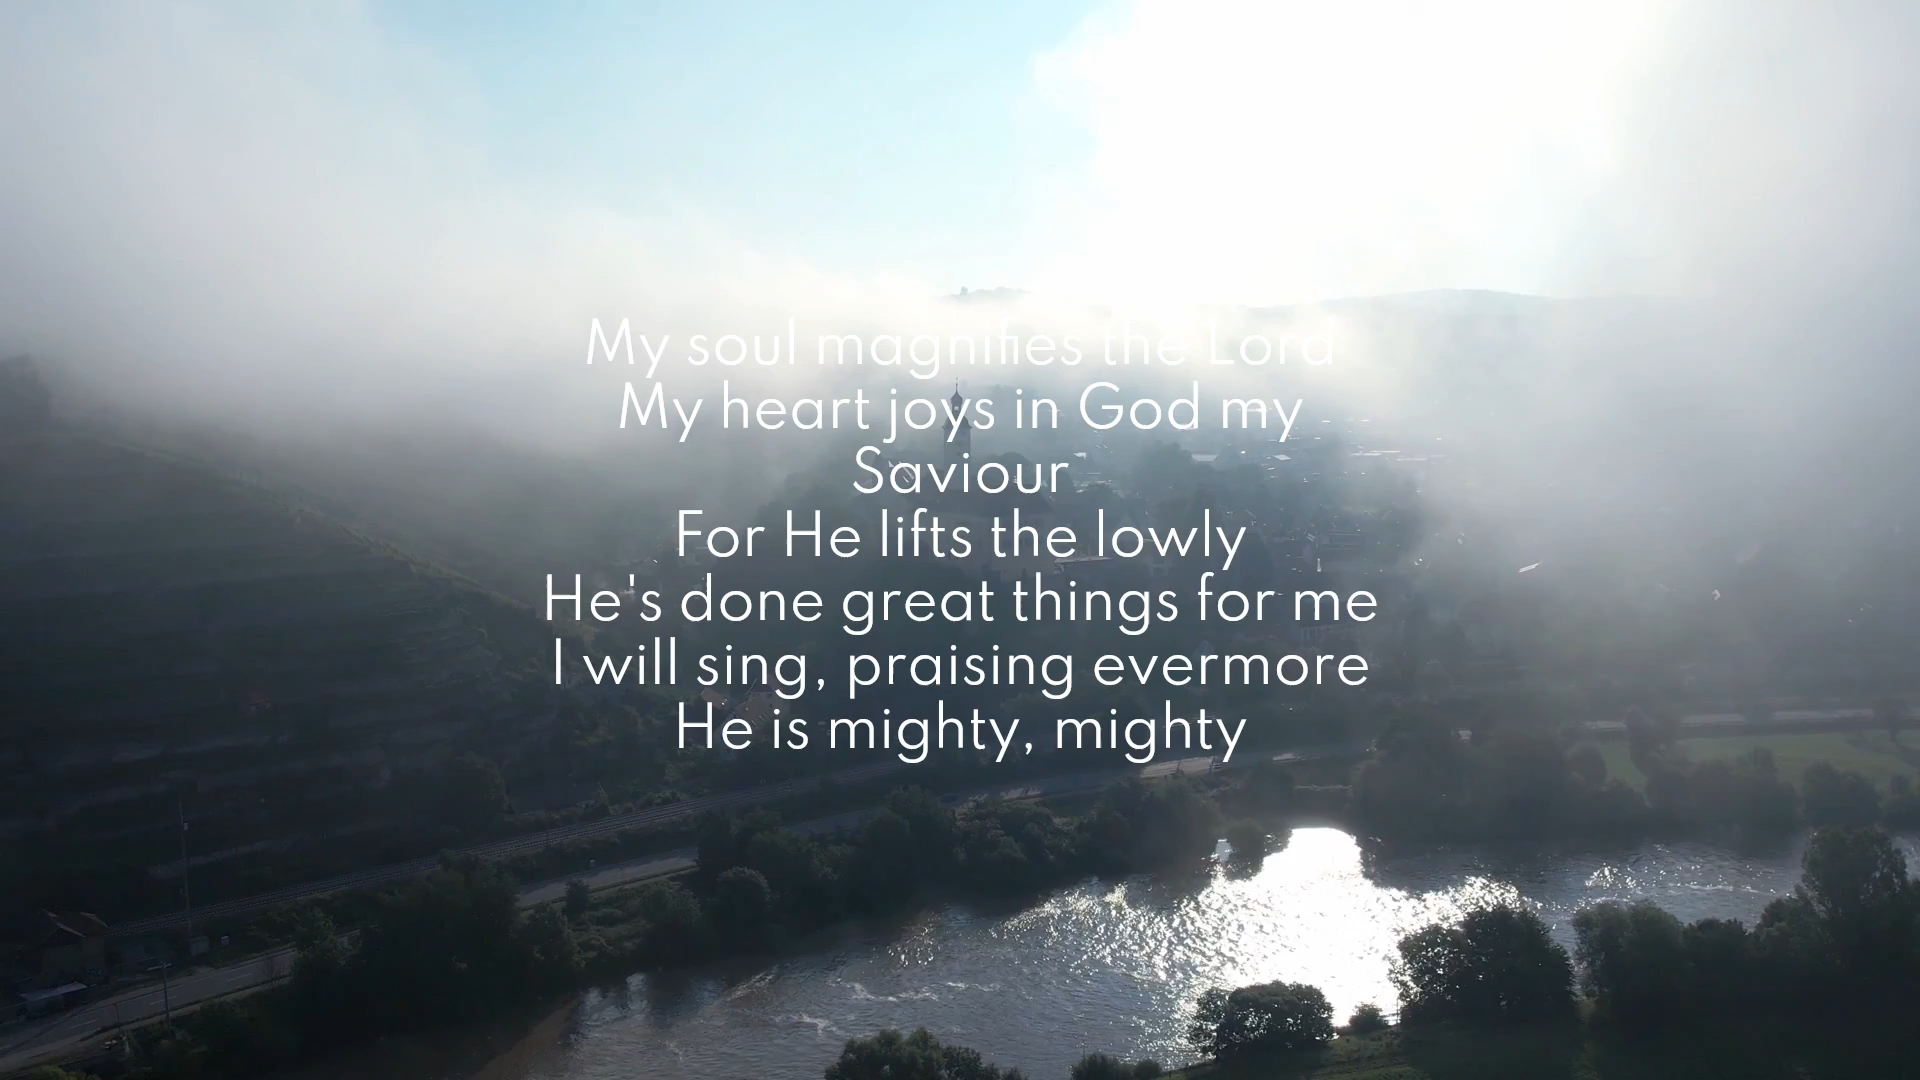 My soul magnifies the Lord
My heart joys in God my
Saviour
For He lifts the lowly
He's done great things for me
I will sing, praising evermore
He is mighty, mighty